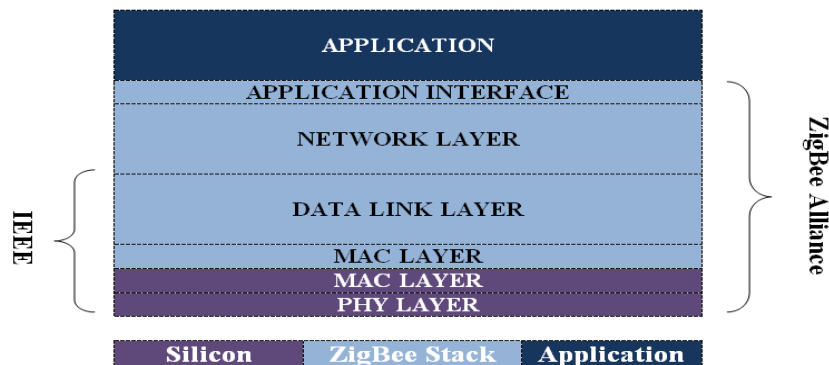 APPLICATION
APPLICATION INTERFACE
NETWORK LAYER
DATA LINK LAYER
MAC LAYER
MAC LAYER
PHY LAYER
IEEE
ZigBee Alliance
Silicon
ZigBee Stack
Application